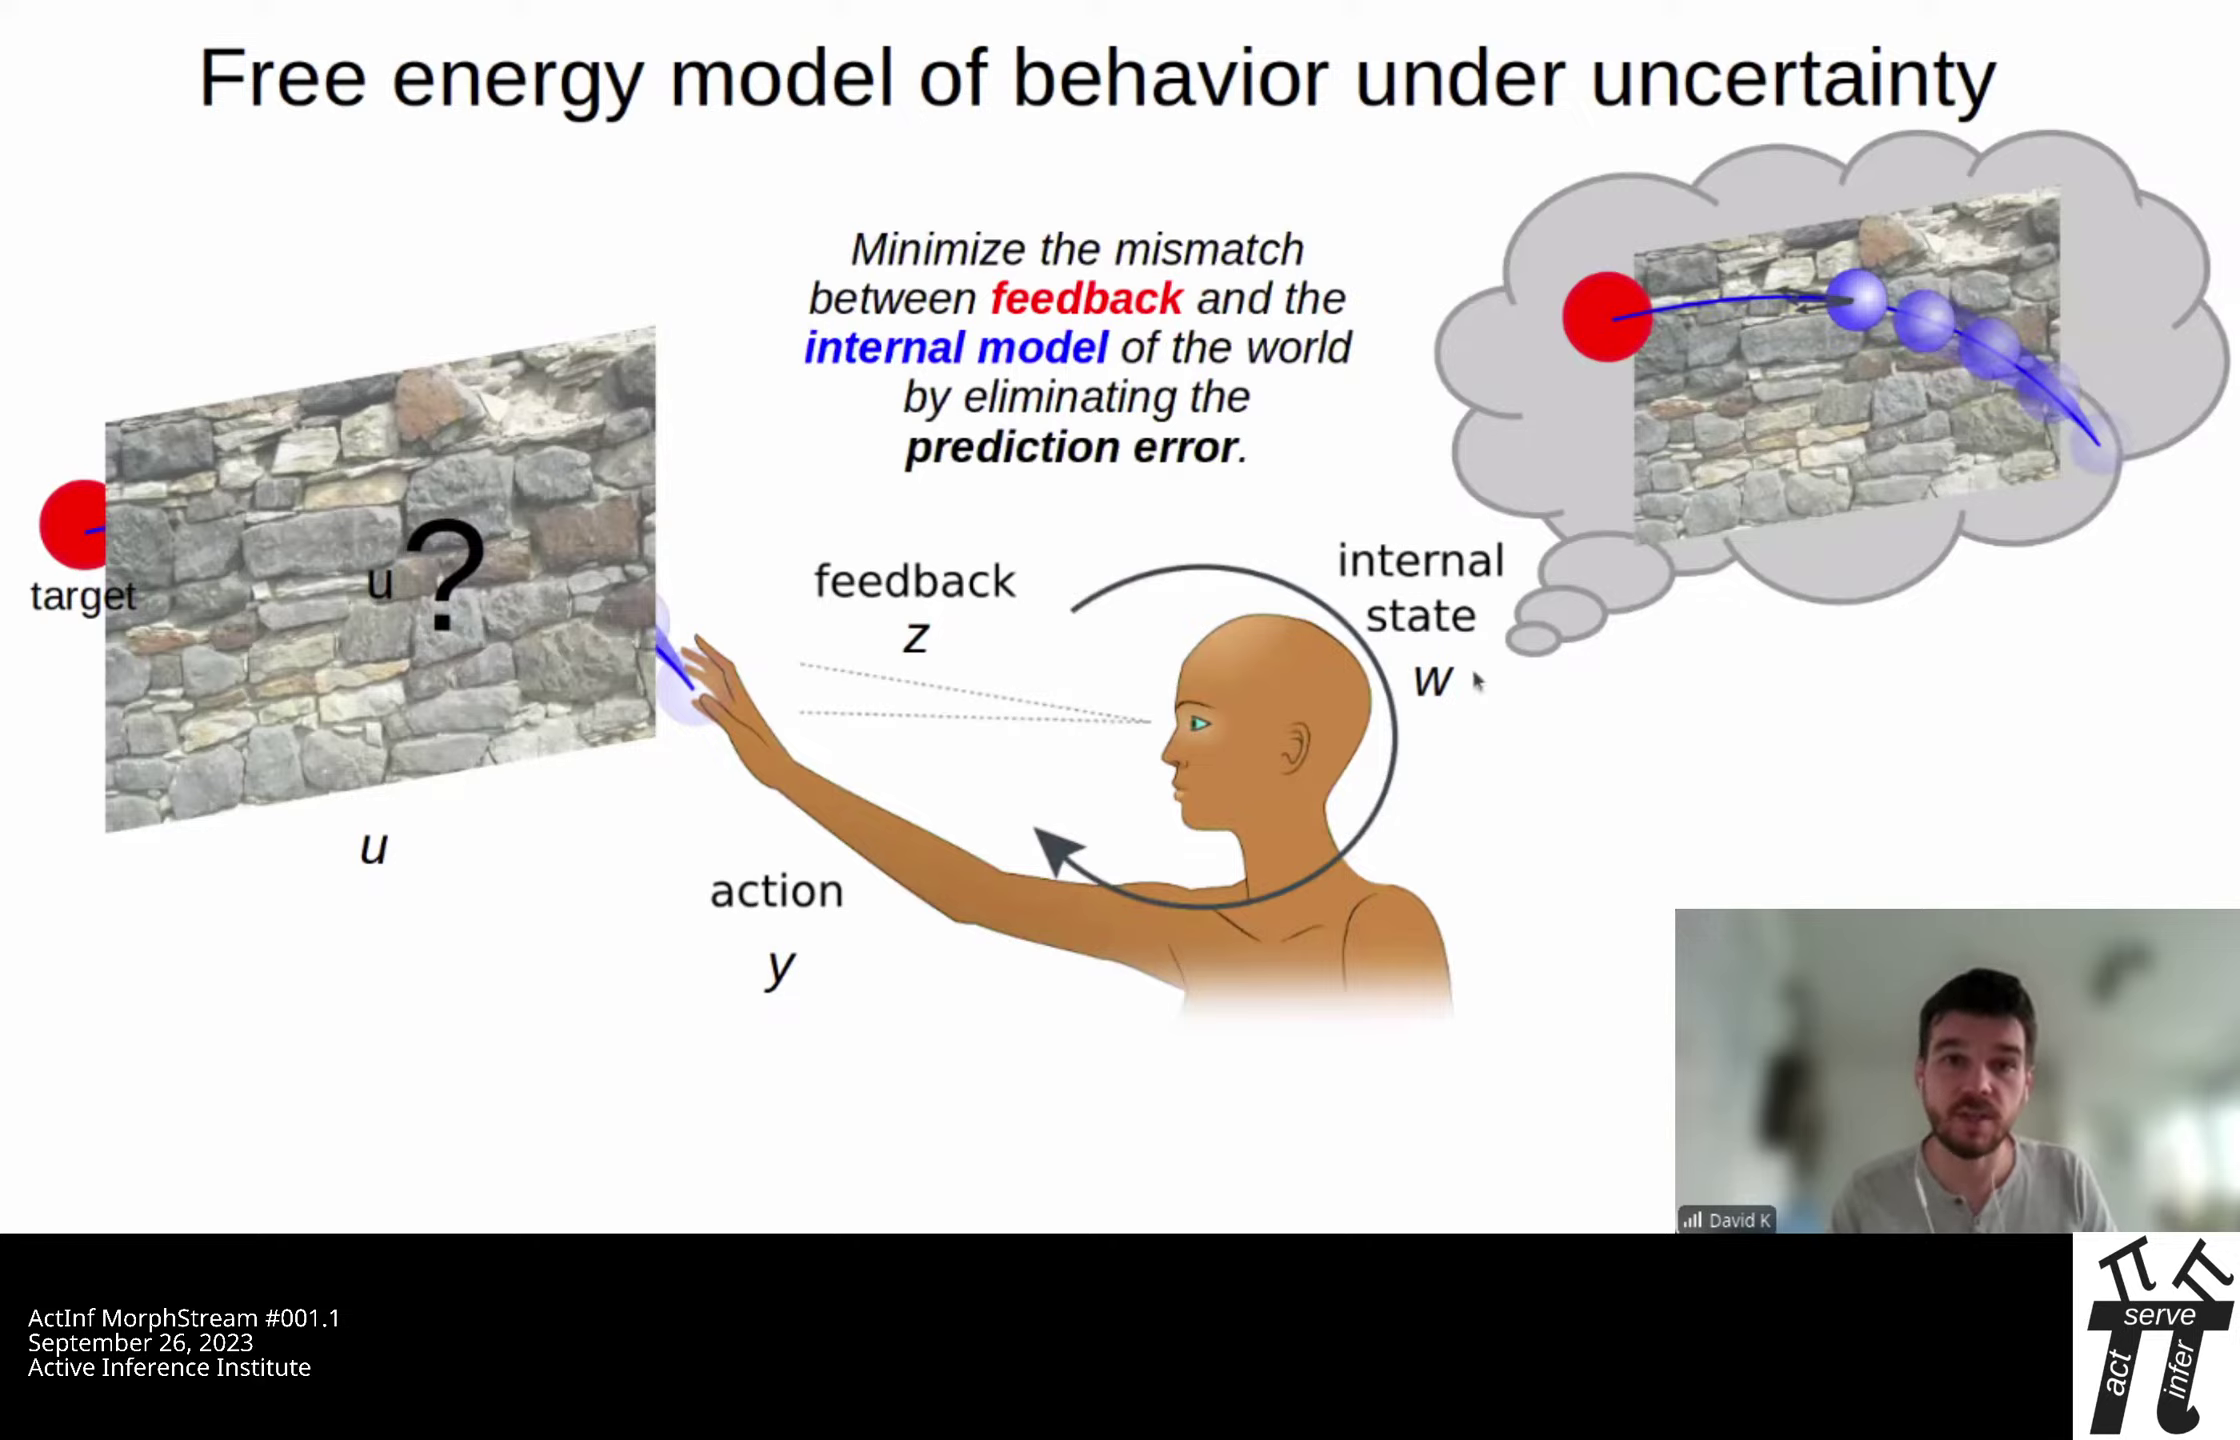 Free energy model of behavior under uncertainty
Minimize the mismatch
between feedback and the
internal model of the world
by eliminating the
prediction error.
target
u ?
u
feedback
z
internal
state
w
action
y
David K
ActInf MorphStream #001.1
September 26, 2023
Active Inference Institute
serve
act
infer